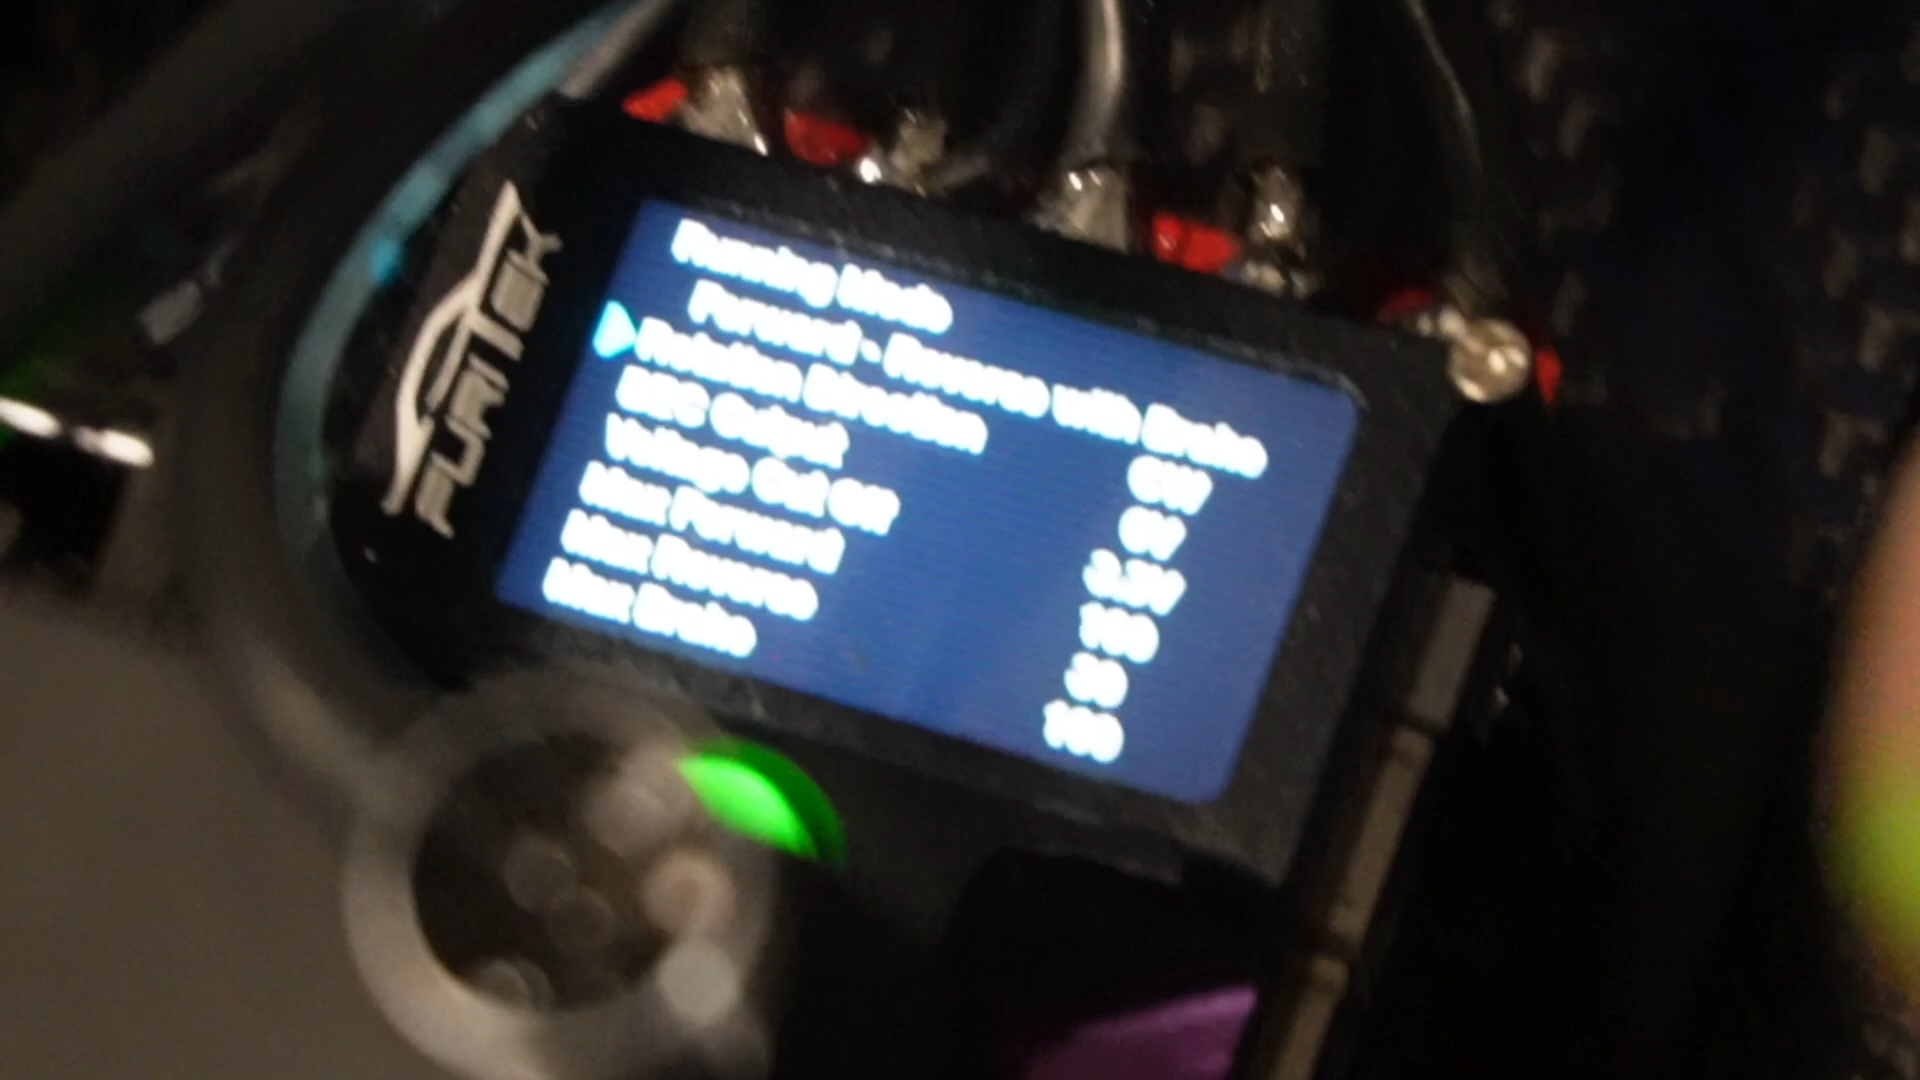 FURITEK
Running Mode
Forward - Reverse with Brake
Rotation Direction CW
BEC Output 6V
Voltage Cut Off
Max Forward 100
Max Reverse
Max Brake 100